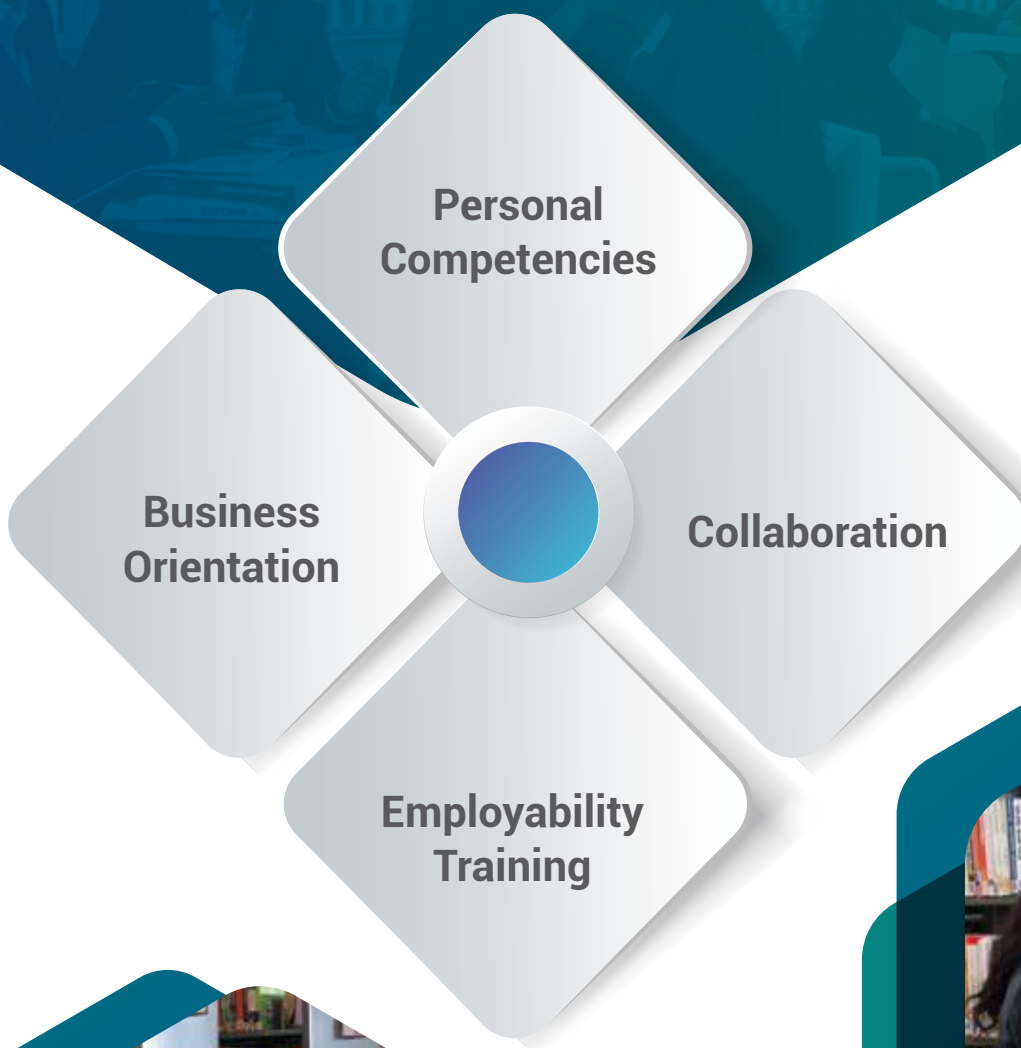 Personal
Competencies
Business
Orientation
Collaboration
Employability
Training